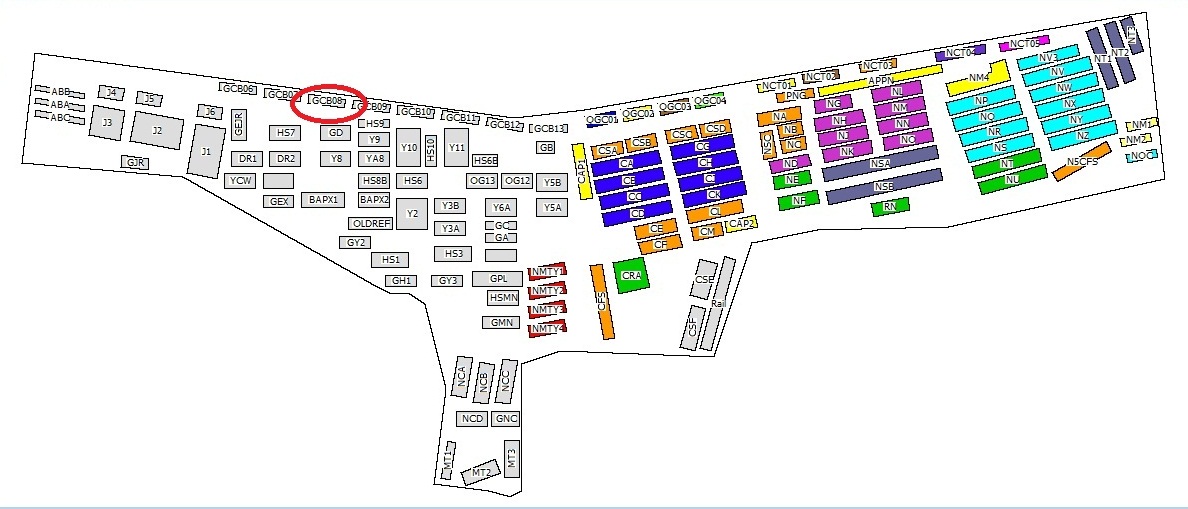 ABB
ABA
ABC
J4
J5
J3
J2
J6
J1
GJR
GCB06
GCB07
GCB08
GCB09
GCB10
GCB11
GCB12
GCB13
GEJR
HS7
GD
HS9
Y9
Y10
HS10
Y11
GB
DR1
DR2
Y8
YA8
HS6B
YCW
HS8B
HS6
OG13
OG12
Y5B
GEX
BAPX1
BAPX2
Y2
Y3B
Y6A
Y5A
OLDREF
Y3A
GC
GA
GY2
HS1
HS3
GH1
GY3
GPL
HSMN
GMN
NMTY1
NMTY2
NMTY3
NMTY4
CFS
CRA
CSE
CSF
Rail
NCA
NCB
NCC
NCD
GNC
MT1
MT2
MT3
OGC01
OGC02
OGC03
OGC04
CAP1
CSA
CSB
CSC
CSD
CA
CB
CC
CD
CE
CF
CG
CH
CJ
CK
CL
CM
CAP2
NCT01
NCT02
NCT03
NCT04
NCT05
PNG
APPN
NA
NB
NC
NSC
ND
NE
NF
NG
NH
NJ
NK
NL
NM
NN
NO
NSA
NSB
RN
NM4
NP
NQ
NR
NS
NT
NU
NV3
NV
NW
NX
NY
NZ
NSCFS
NT1
NT2
NT3
NM1
NM2
NOC